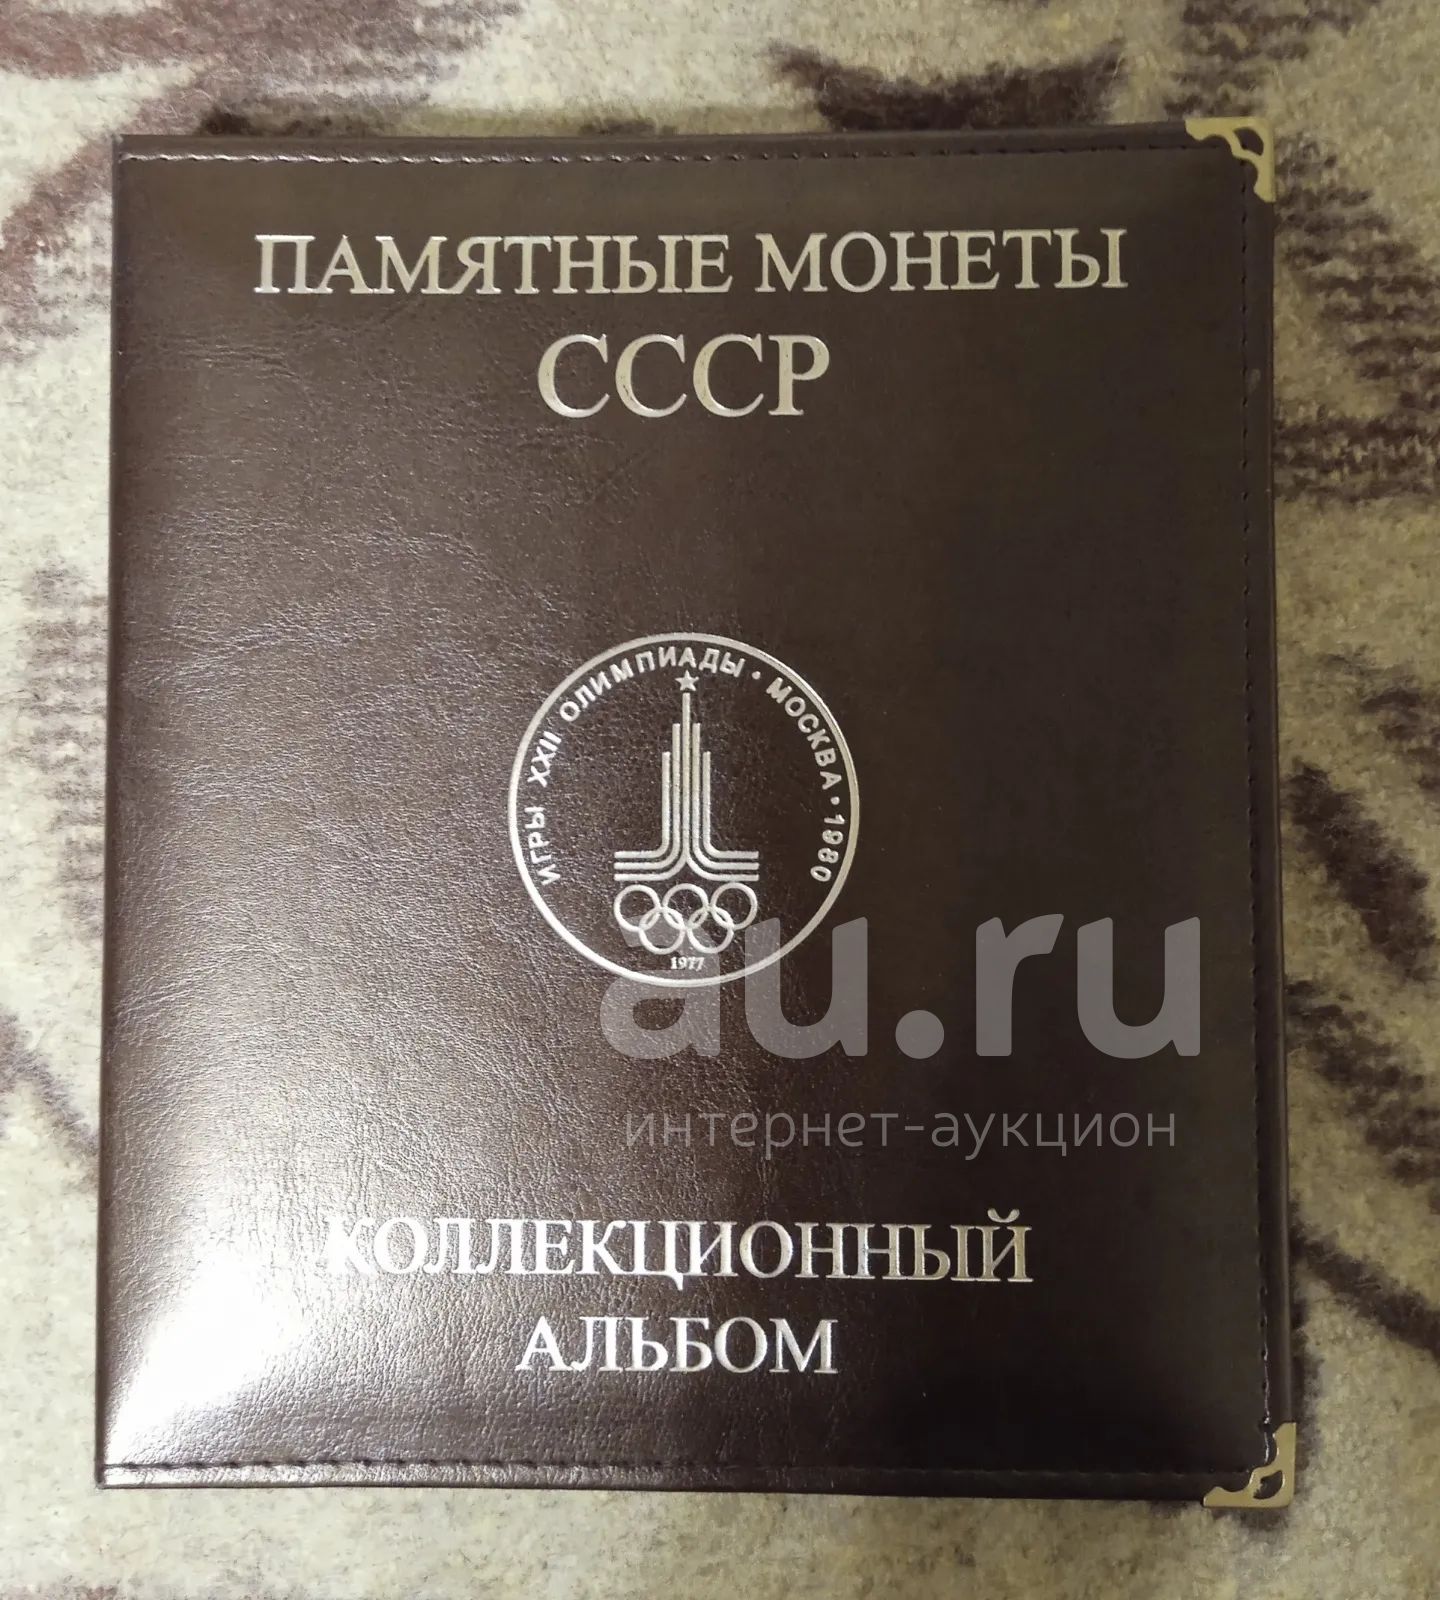 ПАМЯТНЫЕ МОНЕТЫ
СССР
ИГРЫ XXII ОЛИМПИАДЫ • МОСКВА • 1980
1977
au.ru
интернет-аукцион
КОЛЛЕКЦИОННЫЙ
АЛЬБОМ